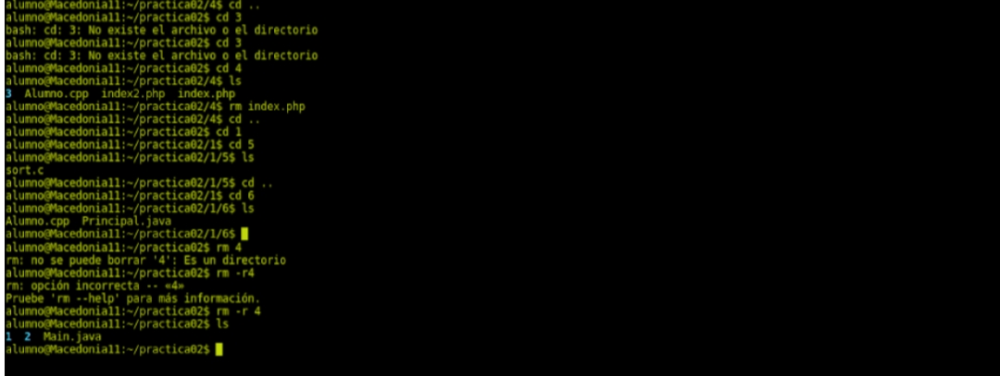 alumno@Macedonia11:~/practica02/4$ cd ..
alumno@Macedonia11:~/practica02$ cd 3
bash: cd: 3: No existe el archivo o el directorio
alumno@Macedonia11:~/practica02$ cd 3
bash: cd: 3: No existe el archivo o el directorio
alumno@Macedonia11:~/practica02$ cd 4
alumno@Macedonia11:~/practica02/4$ ls
3 Alumno.cpp index2.php index.php
alumno@Macedonia11:~/practica02/4$ rm index.php
alumno@Macedonia11:~/practica02/4$ cd ..
alumno@Macedonia11:~/practica02$ cd 1
alumno@Macedonia11:~/practica02/1$ cd 5
alumno@Macedonia11:~/practica02/1/5$ ls
sort.c
alumno@Macedonia11:~/practica02/1/5$ cd ..
alumno@Macedonia11:~/practica02/1$ cd 6
alumno@Macedonia11:~/practica02/1/6$ ls
Alumno.cpp Principal.java
alumno@Macedonia11:~/practica02/1/6$
alumno@Macedonia11:~/practica02$ rm 4
rm: no se puede borrar '4': Es un directorio
alumno@Macedonia11:~/practica02$ rm -r4
rm: opción incorrecta -- «4»
Pruebe 'rm --help' para más información.
alumno@Macedonia11:~/practica02$ rm -r 4
alumno@Macedonia11:~/practica02$ ls
1 2 Main.java
alumno@Macedonia11:~/practica02$